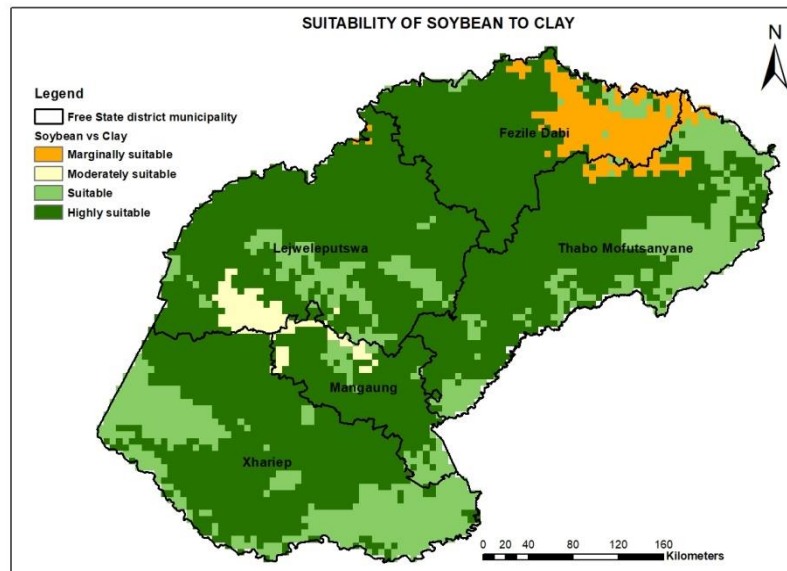 SUITABILITY OF SOYBEAN TO CLAY
N
Legend
Free State district municipality
Soybean vs Clay
Marginally suitable
Moderately suitable
Suitable
Highly suitable
Fezile Dabi
Lejweleputswa
Thabo Mofutsanyane
Mangaung
Xhariep
0 20 40 80 120 160
Kilometers